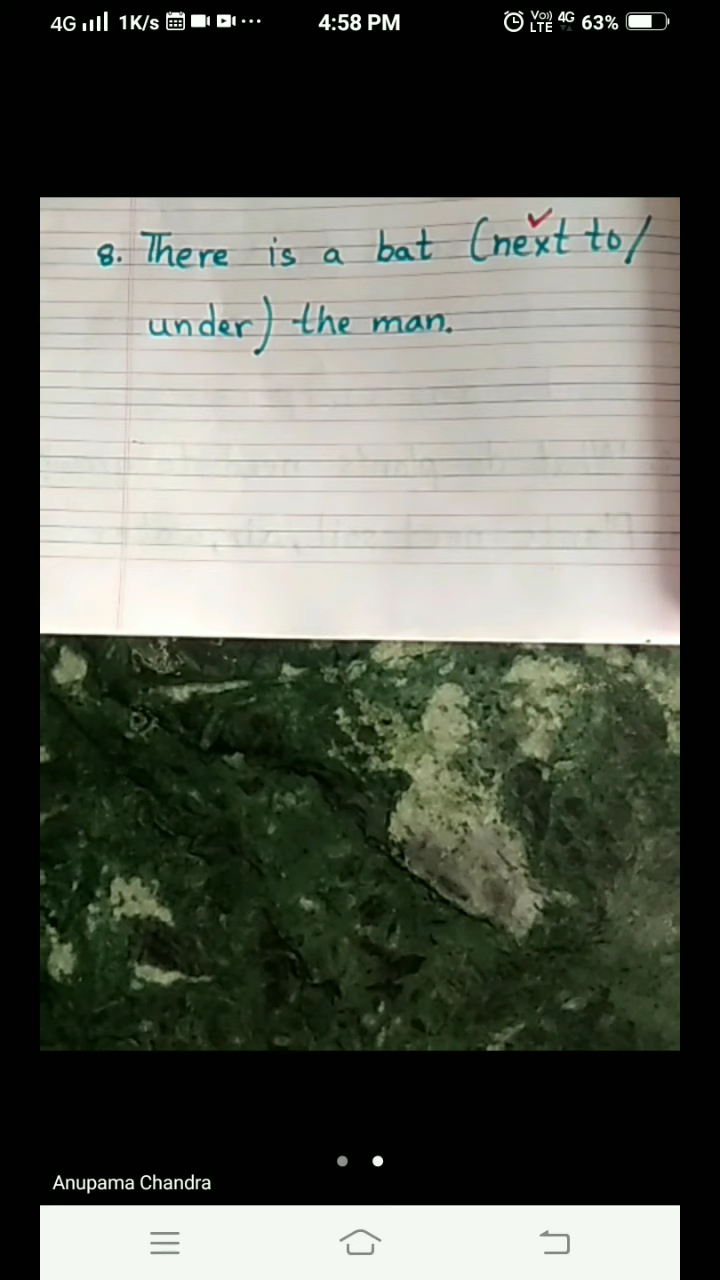 4G 1K/s ... 4:58 PM Vo) LTE 4G 63%
8. There is a bat (next to/
under) the man.
Anupama Chandra